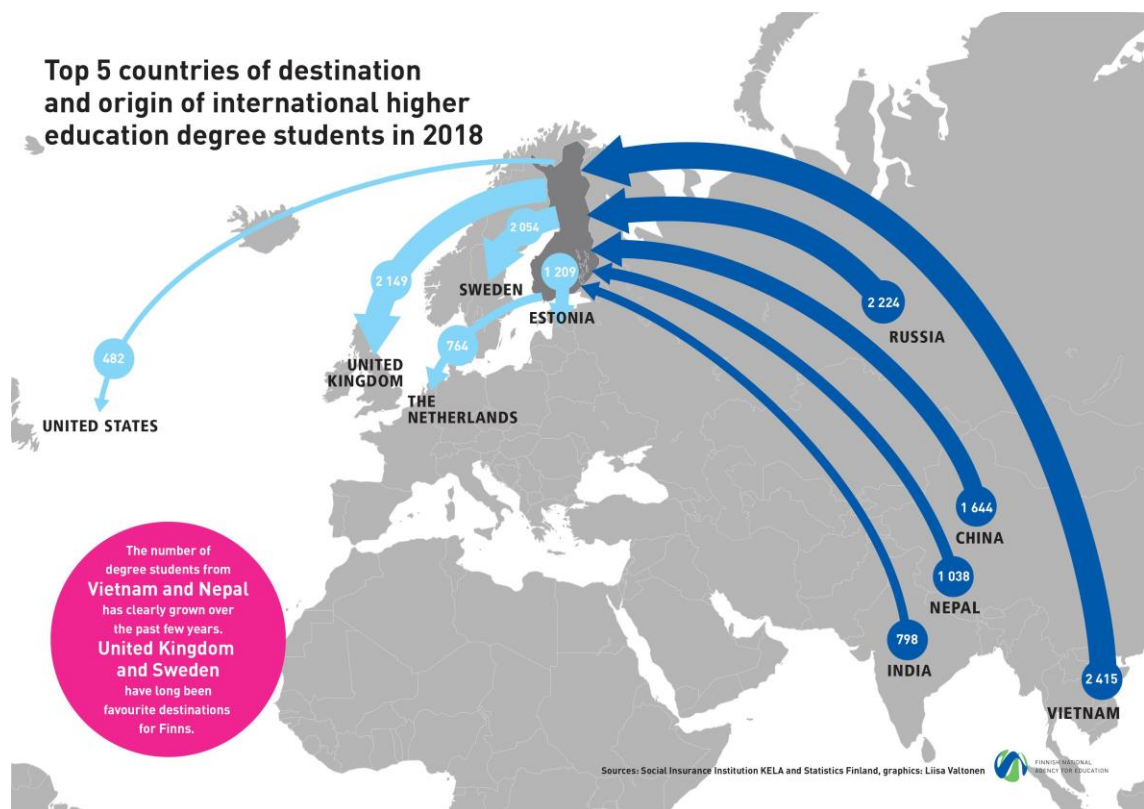 Top 5 countries of destination
and origin of international higher
education degree students in 2018
2 054
2 149
1 209
SWEDEN
2 224
ESTONIA
RUSSIA
764
482
UNITED
KINGDOM
THE
NETHERLANDS
UNITED STATES
1 644
CHINA
1 038
NEPAL
798
INDIA
2 415
VIETNAM
The number of
degree students from
Vietnam and Nepal
has clearly grown over
the past few years.
United Kingdom
and Sweden
have long been
favourite destinations
for Finns.
Sources: Social Insurance Institution KELA and Statistics Finland, graphics: Liisa Valtonen
FINNISH NATIONAL
AGENCY FOR EDUCATION